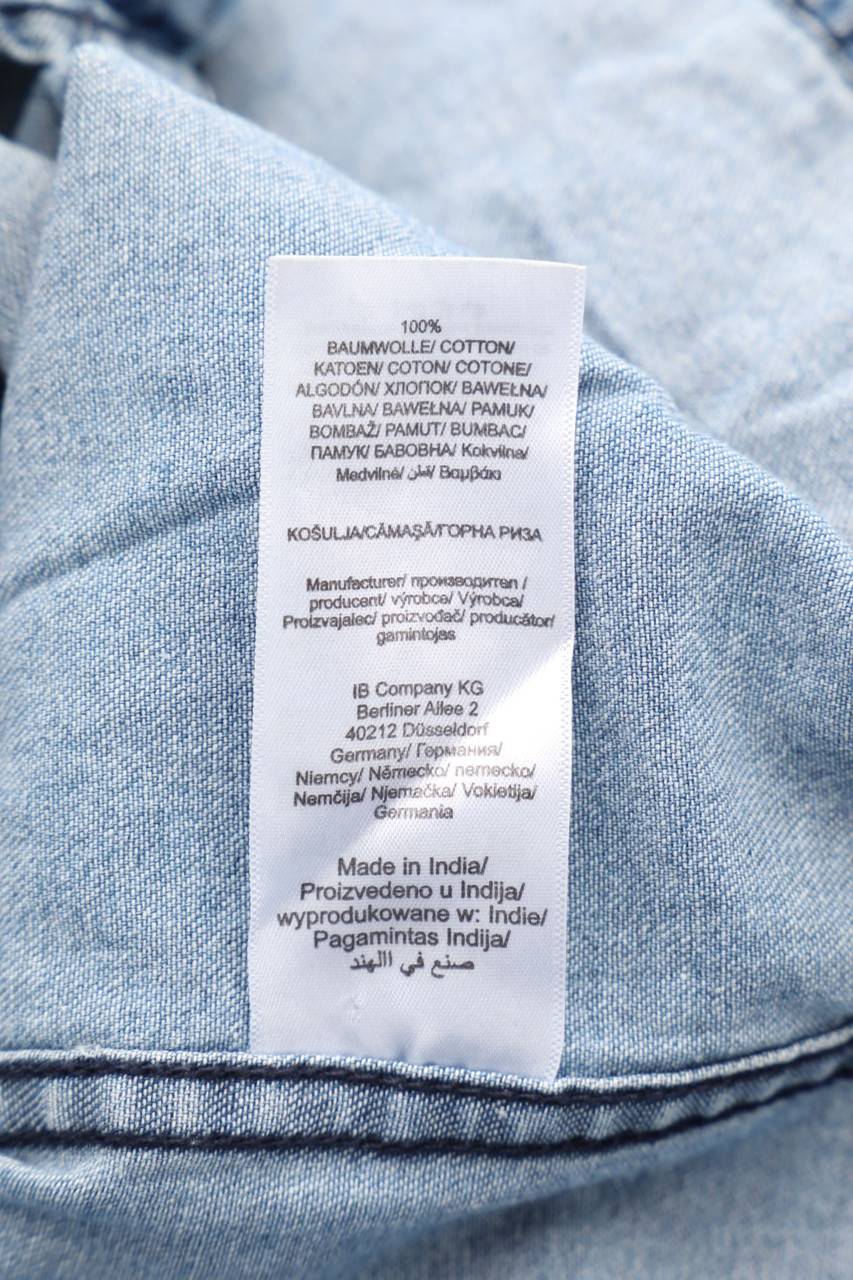 100%
BAUMWOLLE/ COTTON/
KATOEN/ COTON/ COTONE/
ALGODÓN/ ХЛОПОК/ BAWEŁNA/
BAVLNA/ BAWEŁNA/ PAMUK/
BOMBAŽ/ PAMUT/ BUMBAC/
ПАМУК/ БАВОВНА/ Kokvilna/
Medvilnė/ قطن/ Βαμβάκι
KOŠULJA/CĂMAŞĂ/ГОРНА РИЗА
Manufacturer/ производител /
producent/ výrobce/ Výrobca/
Proizvajalec/ proizvođač/ producător/
gamintojas
IB Company KG
Berliner Allee 2
40212 Düsseldorf
Germany/ Германия/
Niemcy/ Německo/ nemecko/
Nemčija/ Njemačka/ Vokietija/
Germania
Made in India/
Proizvedeno u Indija/
wyprodukowane w: Indie/
Pagamintas Indija/
صنع في االهند